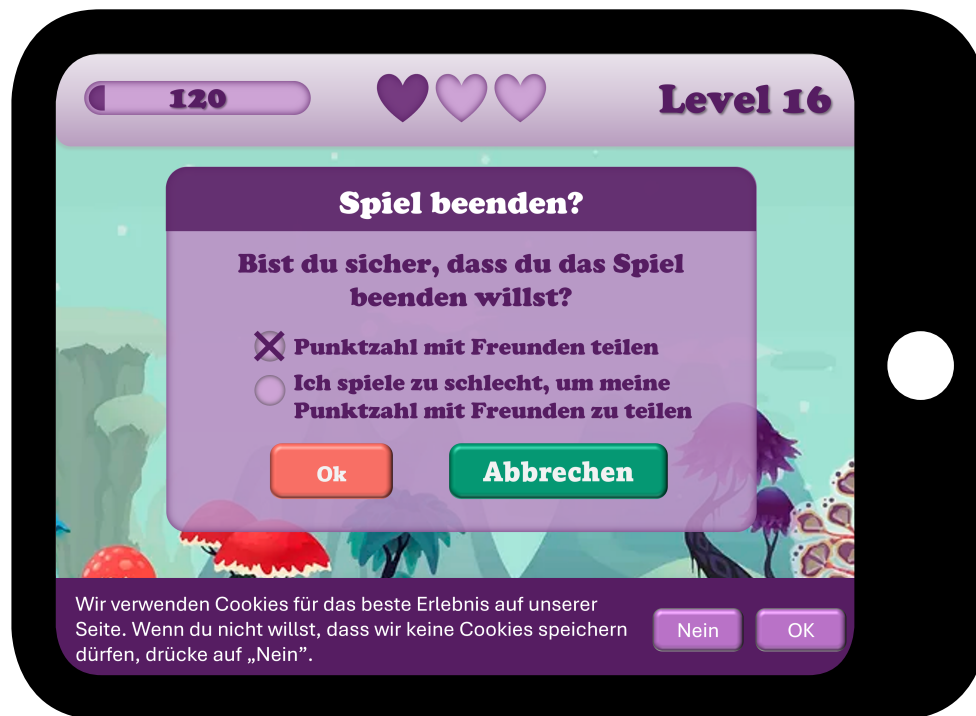 120
Level 16
Spiel beenden?
Bist du sicher, dass du das Spiel
beenden willst?
Punktzahl mit Freunden teilen
Ich spiele zu schlecht, um meine
Punktzahl mit Freunden zu teilen
Ok
Abbrechen
Wir verwenden Cookies für das beste Erlebnis auf unserer
Seite. Wenn du nicht willst, dass wir keine Cookies speichern
dürfen, drücke auf „Nein”.
Nein
OK